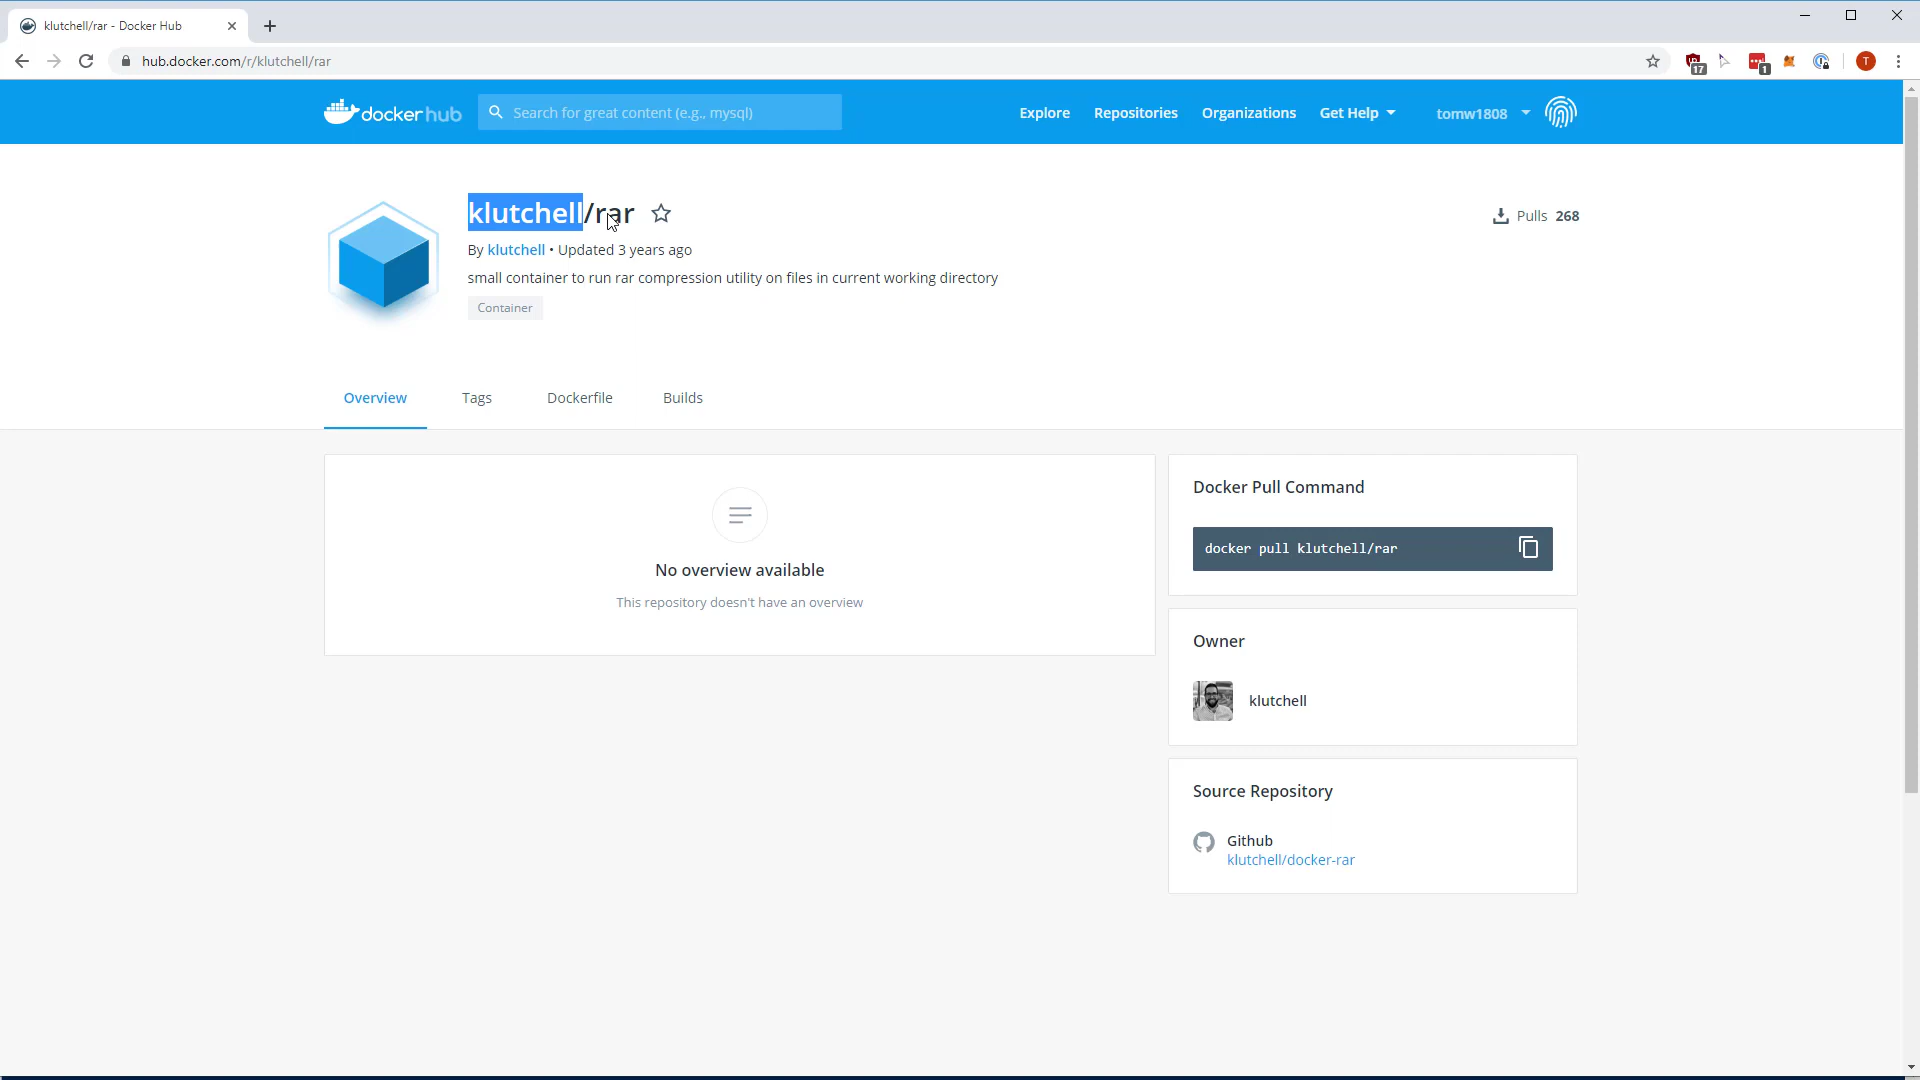 klutchell/rar - Docker Hub
hub.docker.com/r/klutchell/rar
17
1
T
docker hub
Search for great content (e.g., mysql)
Explore
Repositories
Organizations
Get Help
tomw1808
klutchell/rar
Pulls 268
By klutchell • Updated 3 years ago
small container to run rar compression utility on files in current working directory
Container
Overview
Tags
Dockerfile
Builds
No overview available
This repository doesn't have an overview
Docker Pull Command
docker pull klutchell/rar
Owner
klutchell
Source Repository
Github
klutchell/docker-rar